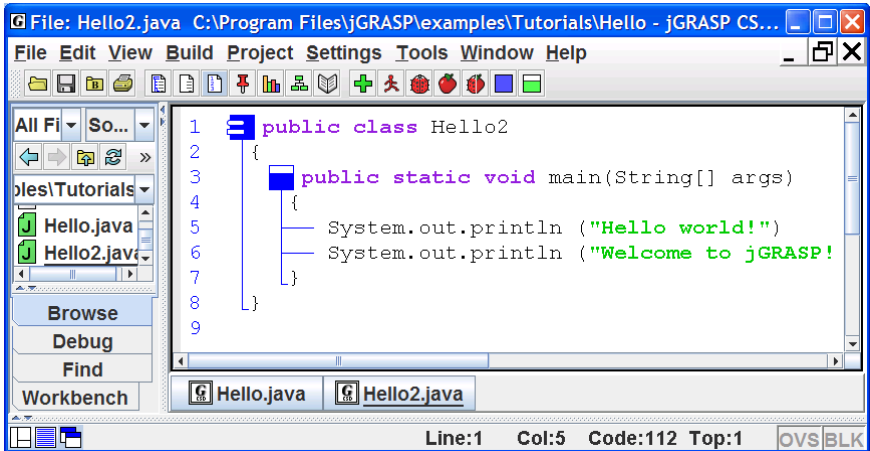 File: Hello2.java C:\Program Files\jGRASP\examples\Tutorials\Hello - jGRASP CS...
File Edit View Build Project Settings Tools Window Help
All Fi So...
»
ples\Tutorials
Hello.java
Hello2.java
Browse
Debug
Find
Workbench
1 public class Hello2
2 {
3 public static void main(String[] args)
4 {
5 System.out.println ("Hello world!")
6 System.out.println ("Welcome to jGRASP!
7 }
8 }
9
Hello.java Hello2.java
Line:1 Col:5 Code:112 Top:1 OVS BLK